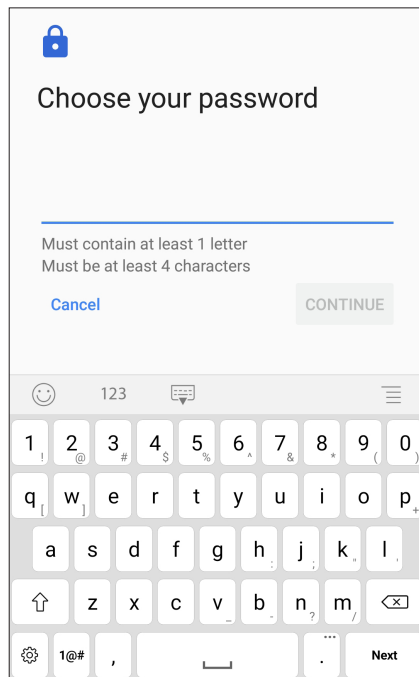 Choose your password
Must contain at least 1 letter
Must be at least 4 characters
Cancel CONTINUE
123
1 ! 2 @ 3 # 4 $ 5 % 6 ^ 7 & 8 * 9 ( 0 )
q [ w ] e r t y u i o p +
a s d f g h : j ; k " l '
z x c v _ b - n ? m /
1@# , . ... Next